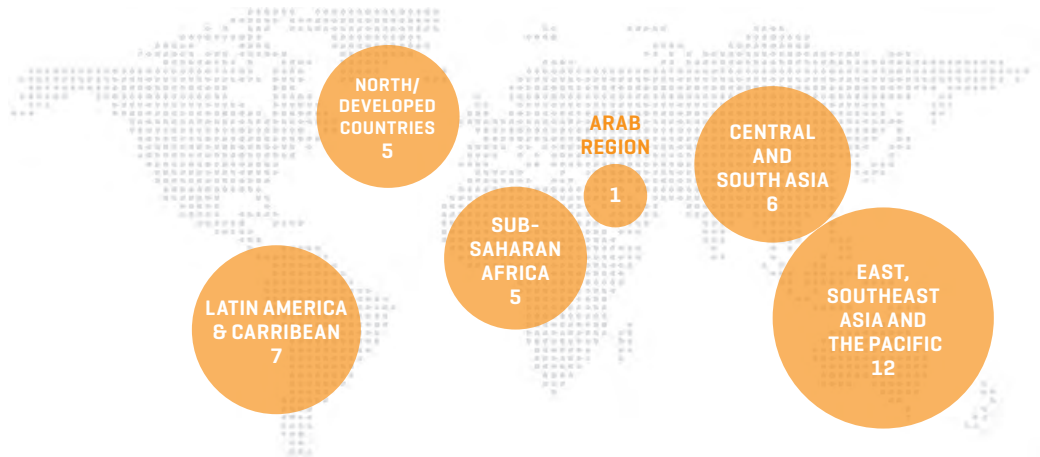 NORTH/
DEVELOPED
COUNTRIES
5
ARAB
REGION
1
CENTRAL
AND
SOUTH ASIA
6
SUB-
SAHARAN
AFRICA
5
LATIN AMERICA
& CARRIBEAN
7
EAST,
SOUTHEAST
ASIA AND
THE PACIFIC
12